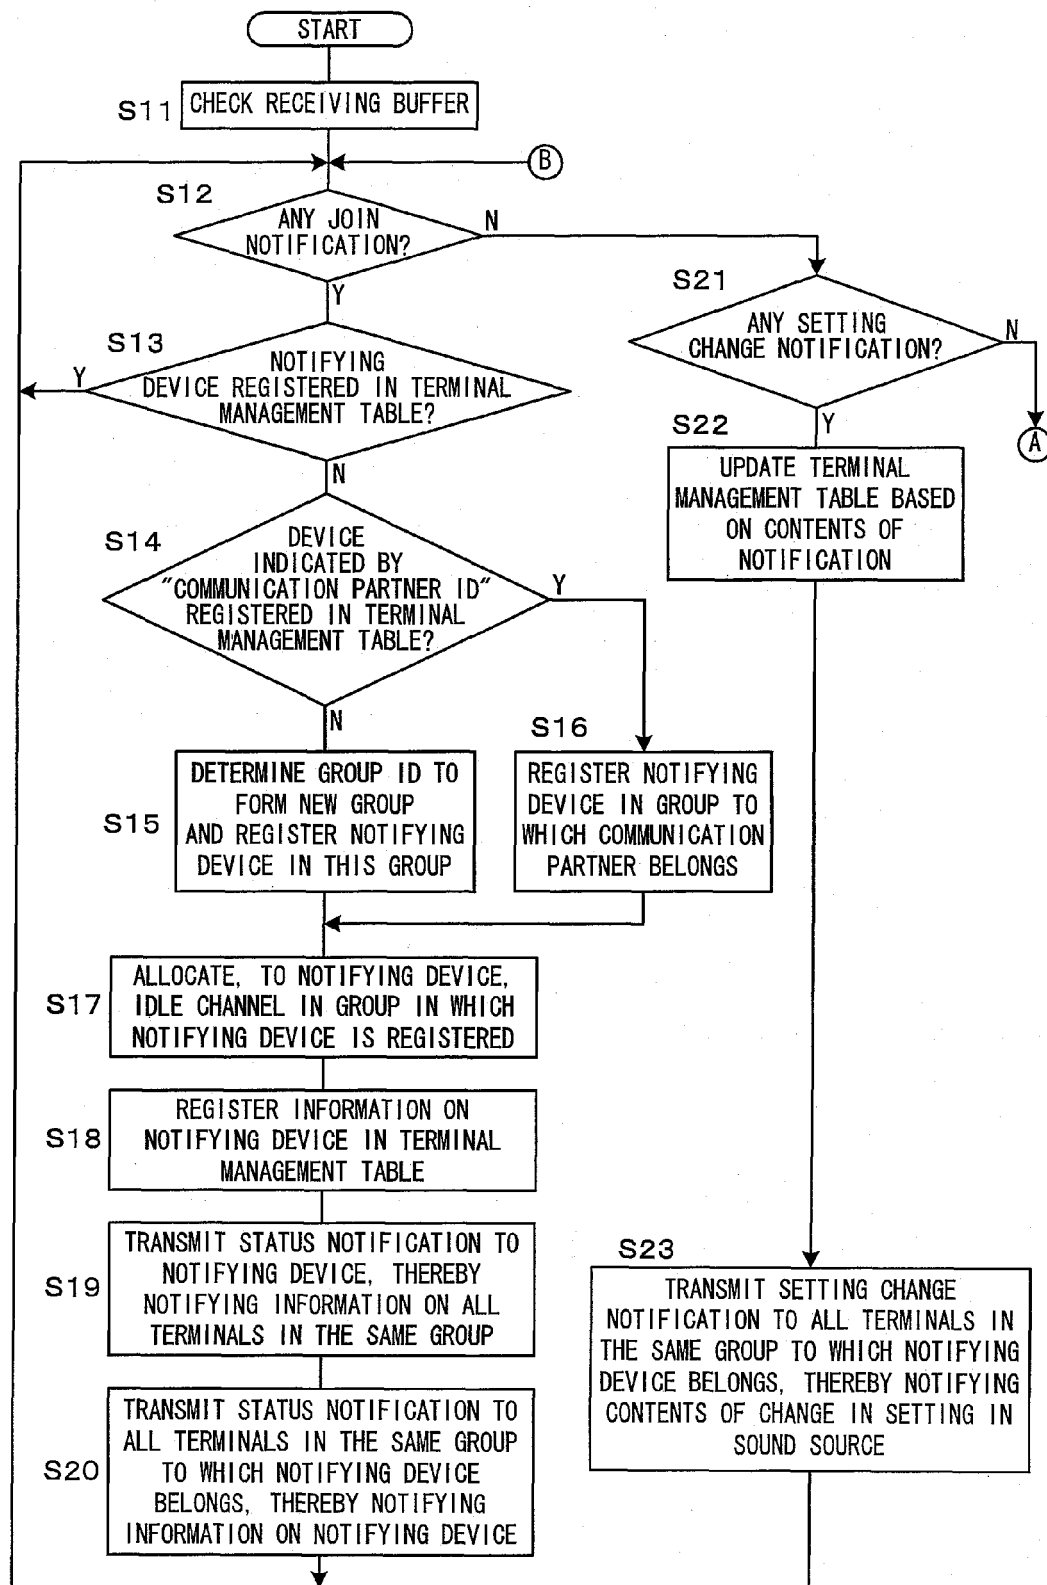 START
S11
CHECK RECEIVING BUFFER
B
S12
ANY JOIN
NOTIFICATION?
N
Y
S13
NOTIFYING
DEVICE REGISTERED IN TERMINAL
MANAGEMENT TABLE?
Y
N
S14
DEVICE
INDICATED BY
"COMMUNICATION PARTNER ID"
REGISTERED IN TERMINAL
MANAGEMENT TABLE?
Y
N
S15
DETERMINE GROUP ID TO
FORM NEW GROUP
AND REGISTER NOTIFYING
DEVICE IN THIS GROUP
S16
REGISTER NOTIFYING
DEVICE IN GROUP TO
WHICH COMMUNICATION
PARTNER BELONGS
S17
ALLOCATE, TO NOTIFYING DEVICE,
IDLE CHANNEL IN GROUP IN WHICH
NOTIFYING DEVICE IS REGISTERED
S18
REGISTER INFORMATION ON
NOTIFYING DEVICE IN TERMINAL
MANAGEMENT TABLE
S19
TRANSMIT STATUS NOTIFICATION TO
NOTIFYING DEVICE, THEREBY
NOTIFYING INFORMATION ON ALL
TERMINALS IN THE SAME GROUP
S20
TRANSMIT STATUS NOTIFICATION TO
ALL TERMINALS IN THE SAME GROUP
TO WHICH NOTIFYING DEVICE
BELONGS, THEREBY NOTIFYING
INFORMATION ON NOTIFYING DEVICE
S21
ANY SETTING
CHANGE NOTIFICATION?
N
A
Y
S22
UPDATE TERMINAL
MANAGEMENT TABLE BASED
ON CONTENTS OF
NOTIFICATION
S23
TRANSMIT SETTING CHANGE
NOTIFICATION TO ALL TERMINALS IN
THE SAME GROUP TO WHICH NOTIFYING
DEVICE BELONGS, THEREBY NOTIFYING
CONTENTS OF CHANGE IN SETTING IN
SOUND SOURCE